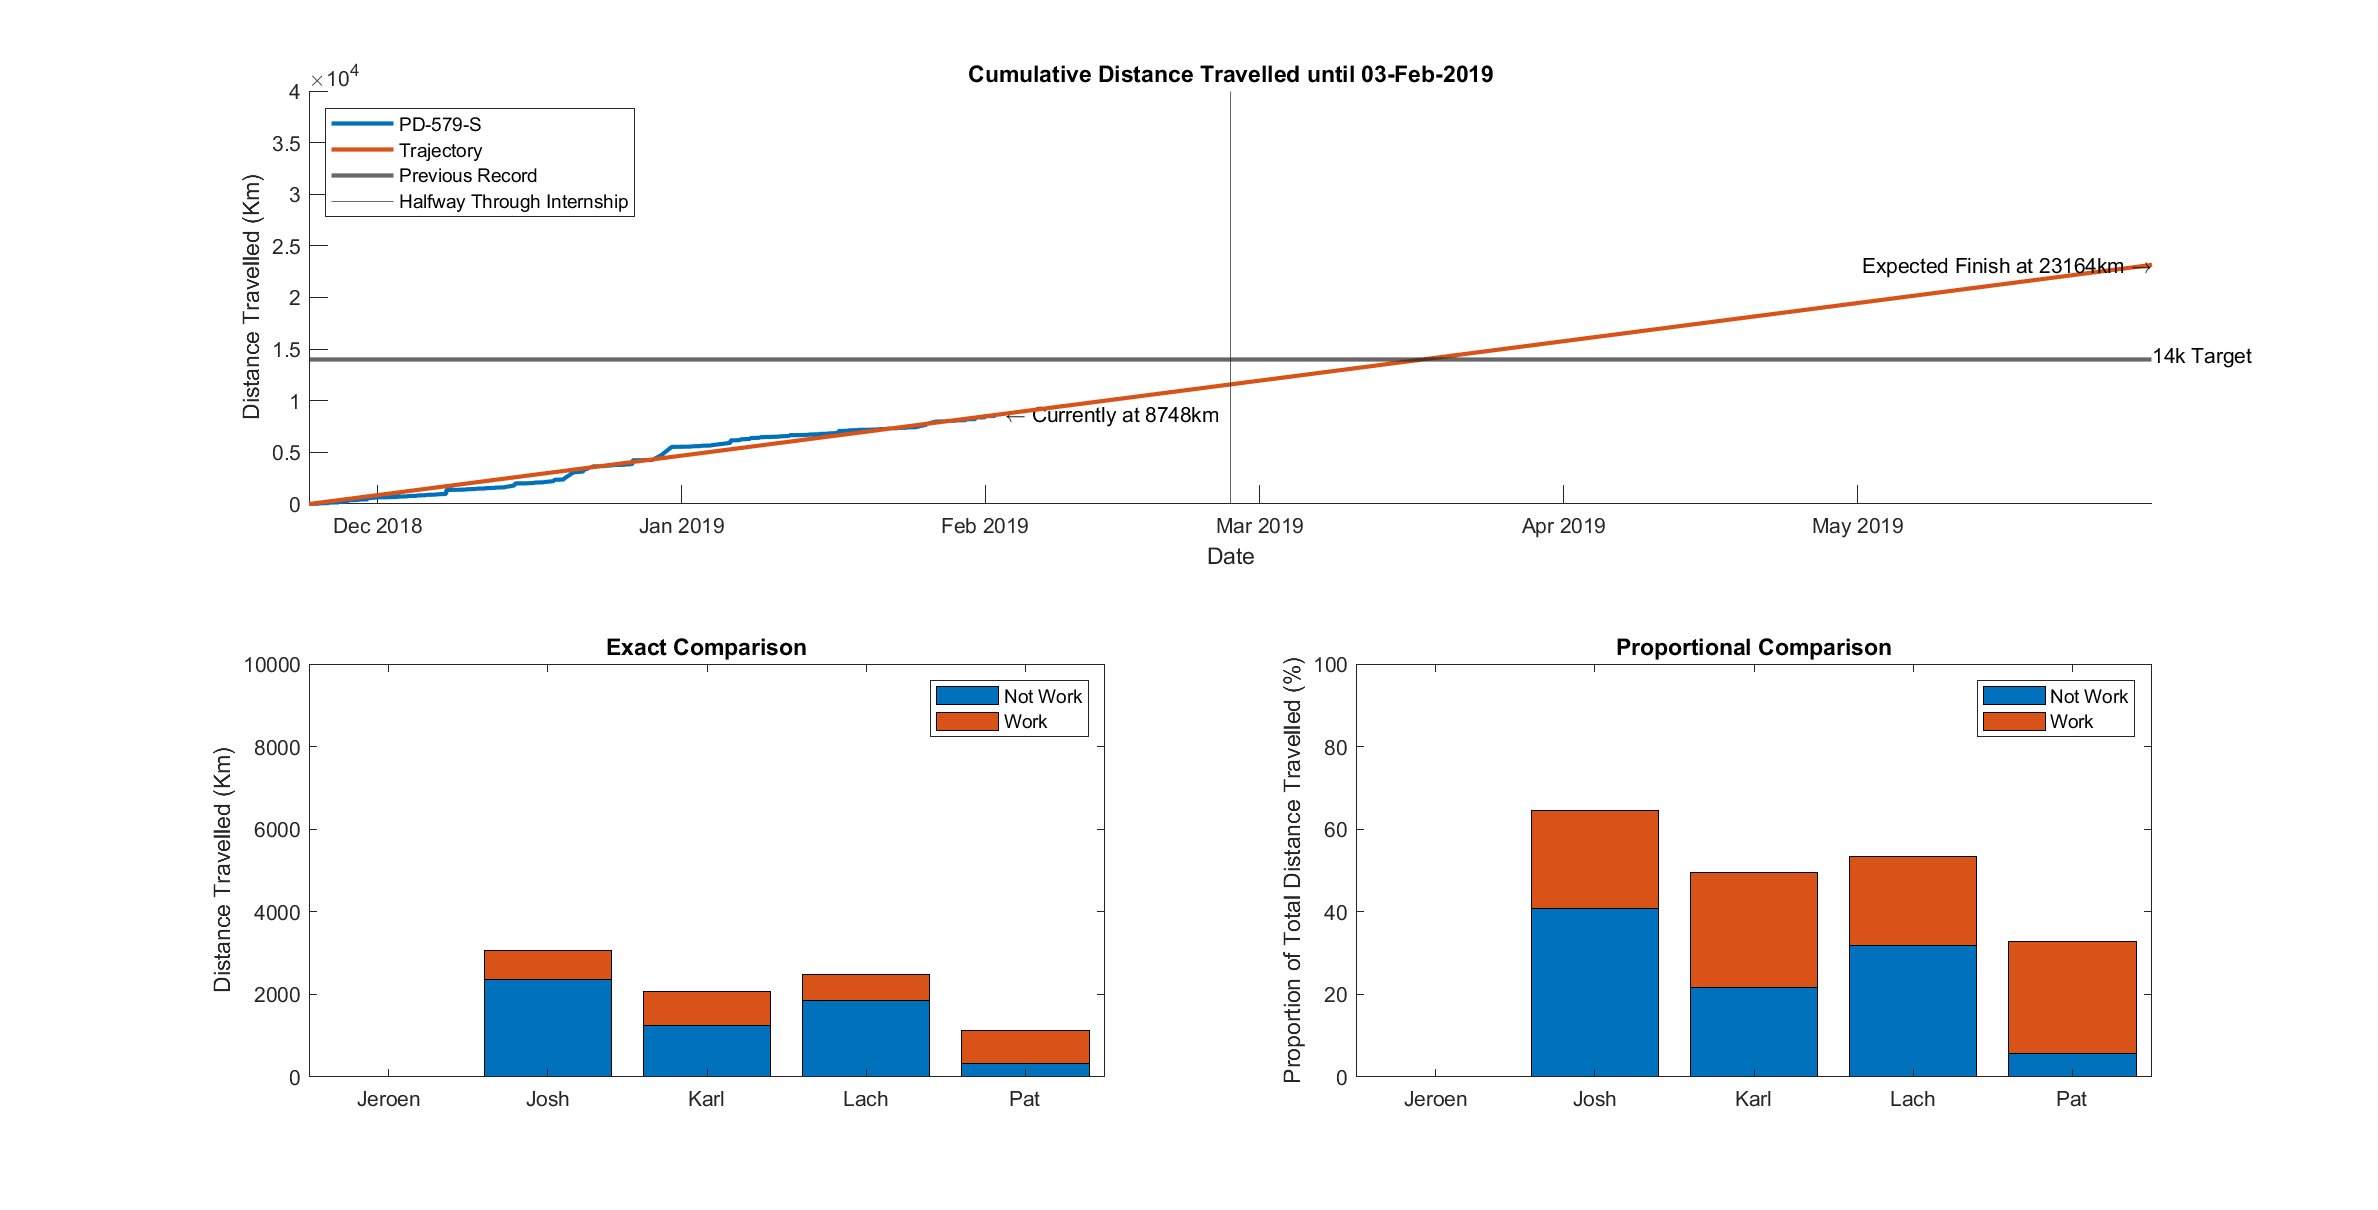 Cumulative Distance Travelled until 03-Feb-2019
×10^4
4
3.5
3
2.5
2
1.5
1
0.5
0
Distance Travelled (Km)
PD-579-S
Trajectory
Previous Record
Halfway Through Internship
Expected Finish at 23164km →
14k Target
← Currently at 8748km
Dec 2018
Jan 2019
Feb 2019
Mar 2019
Apr 2019
May 2019
Date
Exact Comparison
10000
8000
6000
4000
2000
0
Distance Travelled (Km)
Not Work
Work
Jeroen
Josh
Karl
Lach
Pat
Proportional Comparison
100
80
60
40
20
0
Proportion of Total Distance Travelled (%)
Not Work
Work
Jeroen
Josh
Karl
Lach
Pat